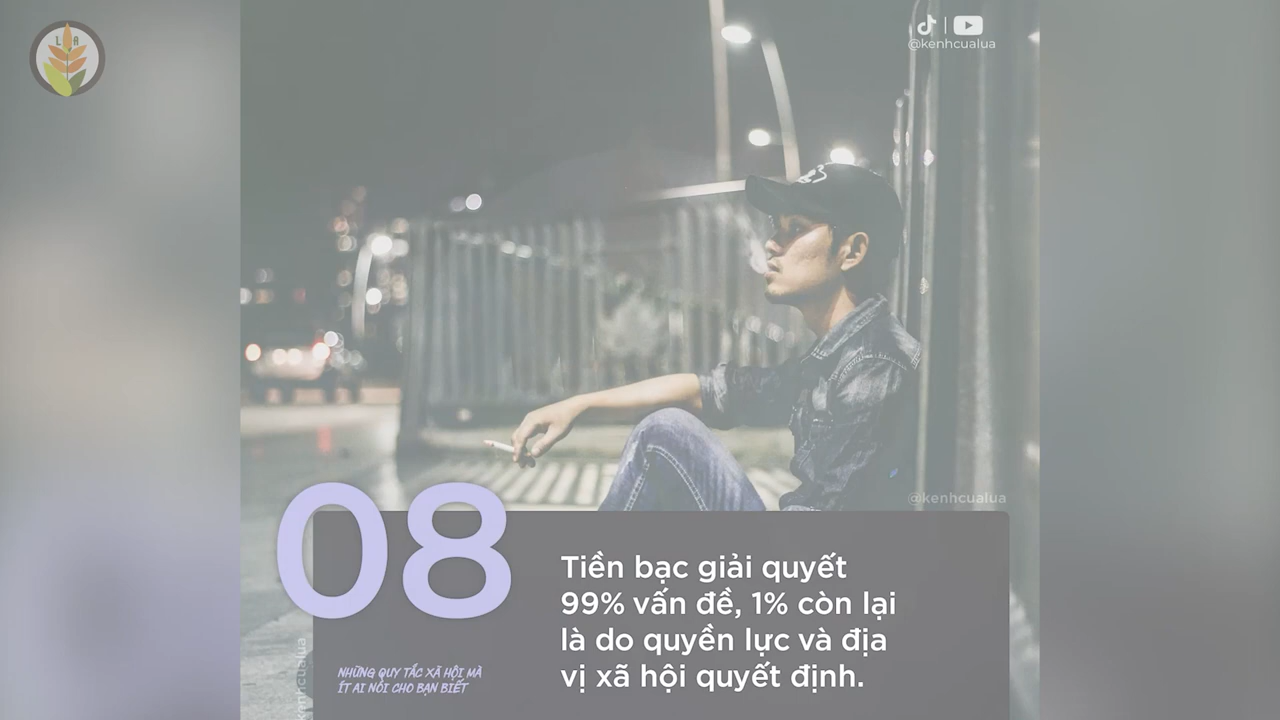 L A
@kenhcualua
@kenhcualua
08
Tiền bạc giải quyết
99% vấn đề, 1% còn lại
là do quyền lực và địa
vị xã hội quyết định.
NHỮNG QUY TẮC XÃ HỘI MÀ
ÍT AI NÓI CHO BẠN BIẾT
@kenhcualua